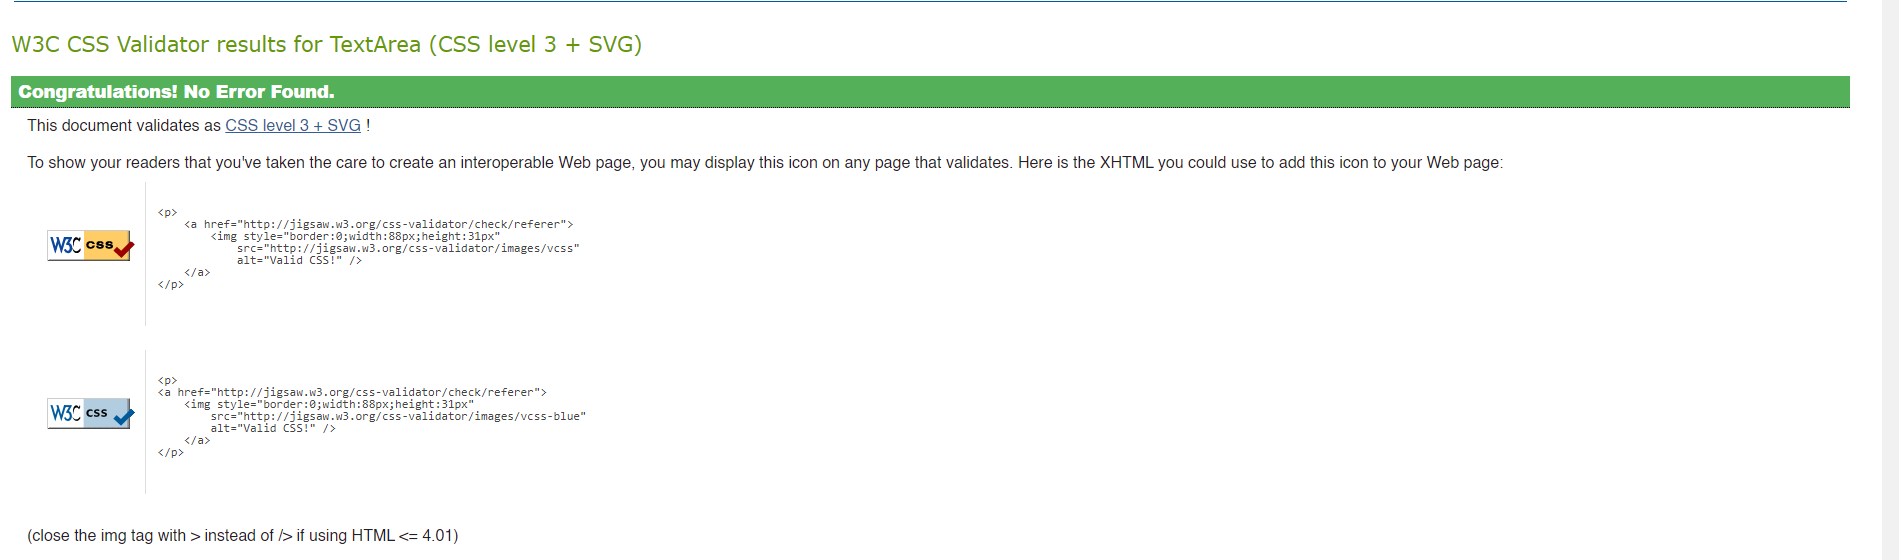 W3C CSS Validator results for TextArea (CSS level 3 + SVG)
Congratulations! No Error Found.
This document validates as CSS level 3 + SVG !
To show your readers that you've taken the care to create an interoperable Web page, you may display this icon on any page that validates. Here is the XHTML you could use to add this icon to your Web page:
W3C css
<p>
    <a href="http://jigsaw.w3.org/css-validator/check/referer">
        <img style="border:0;width:88px;height:31px"
            src="http://jigsaw.w3.org/css-validator/images/vcss"
            alt="Valid CSS!" />
    </a>
</p>
W3C css
<p>
<a href="http://jigsaw.w3.org/css-validator/check/referer">
    <img style="border:0;width:88px;height:31px"
        src="http://jigsaw.w3.org/css-validator/images/vcss-blue"
        alt="Valid CSS!" />
    </a>
</p>
(close the img tag with > instead of /> if using HTML <= 4.01)